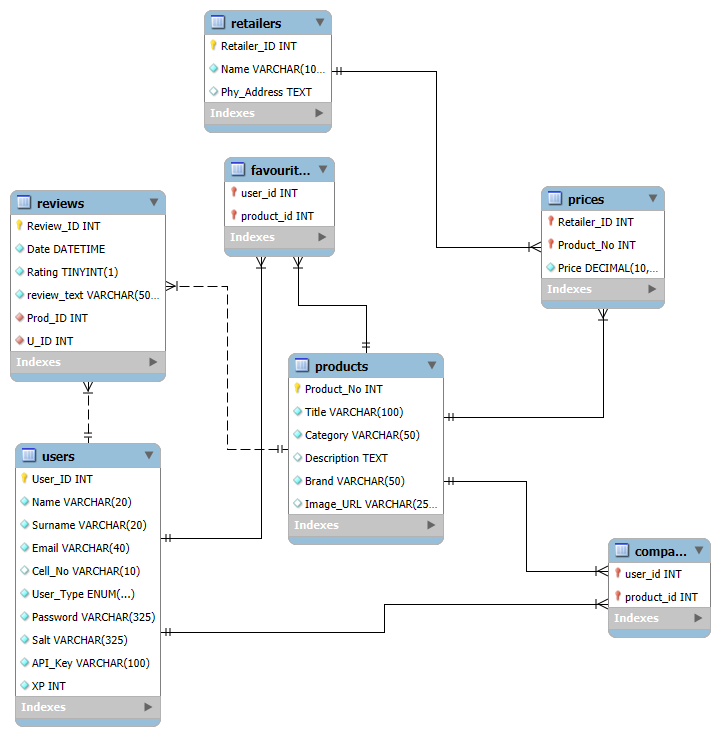 retailers
Retailer_ID INT
Name VARCHAR(10...
Phy_Address TEXT
Indexes
favourit...
user_id INT
product_id INT
Indexes
reviews
Review_ID INT
Date DATETIME
Rating TINYINT(1)
review_text VARCHAR(50...
Prod_ID INT
U_ID INT
Indexes
prices
Retailer_ID INT
Product_No INT
Price DECIMAL(10,...
Indexes
products
Product_No INT
Title VARCHAR(100)
Category VARCHAR(50)
Description TEXT
Brand VARCHAR(50)
Image_URL VARCHAR(25...
Indexes
users
User_ID INT
Name VARCHAR(20)
Surname VARCHAR(20)
Email VARCHAR(40)
Cell_No VARCHAR(10)
User_Type ENUM(...)
Password VARCHAR(325)
Salt VARCHAR(325)
API_Key VARCHAR(100)
XP INT
Indexes
compa...
user_id INT
product_id INT
Indexes